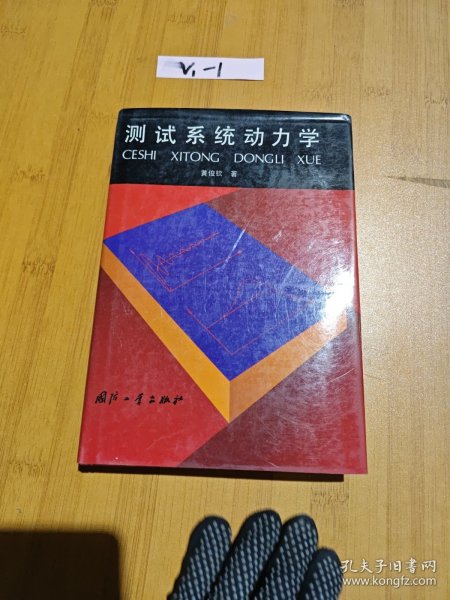 V1-1
测试系统动力学
CESHI XITONG DONGLI XUE
黄俊钦 著
国防工业出版社
孔夫子旧书网
www.kongfz.com